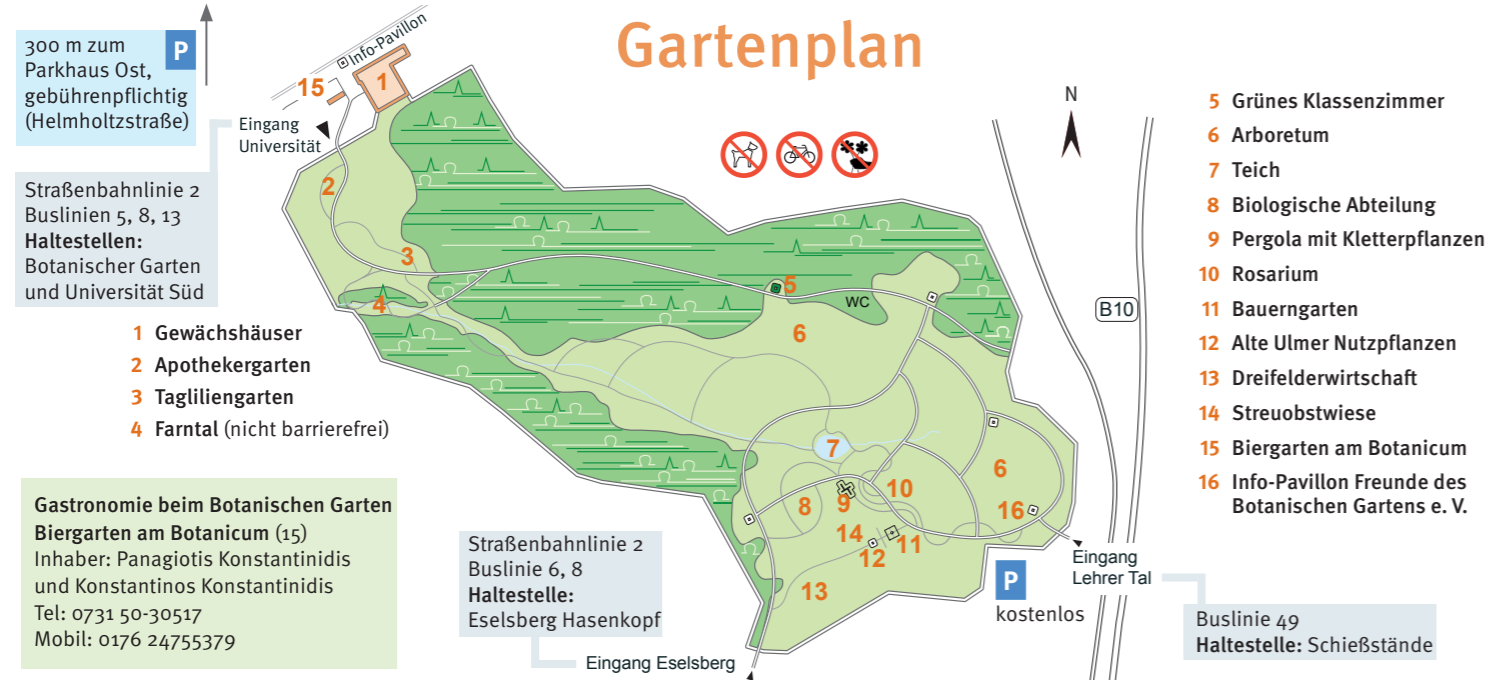 Gartenplan
300 m zum
Parkhaus Ost,
gebührenpflichtig
(Helmholtzstraße)
P
Info-Pavillon
15
1
Eingang
Universität
Straßenbahnlinie 2
Buslinien 5, 8, 13
Haltestellen:
Botanischer Garten
und Universität Süd
1 Gewächshäuser
2 Apothekergarten
3 Tagliliengarten
4 Farntal (nicht barrierefrei)
Gastronomie beim Botanischen Garten
Biergarten am Botanicum (15)
Inhaber: Panagiotis Konstantinidis
und Konstantinos Konstantinidis
Tel: 0731 50-30517
Mobil: 0176 24755379
2
3
4
5
WC
6
7
8
9
10
6
16
14
12
11
13
N
B10
Straßenbahnlinie 2
Buslinie 6, 8
Haltestelle:
Eselsberg Hasenkopf
Eingang Eselsberg
P
kostenlos
Eingang
Lehrer Tal
Buslinie 49
Haltestelle: Schießstände
5 Grünes Klassenzimmer
6 Arboretum
7 Teich
8 Biologische Abteilung
9 Pergola mit Kletterpflanzen
10 Rosarium
11 Bauerngarten
12 Alte Ulmer Nutzpflanzen
13 Dreifelderwirtschaft
14 Streuobstwiese
15 Biergarten am Botanicum
16 Info-Pavillon Freunde des
Botanischen Gartens e. V.